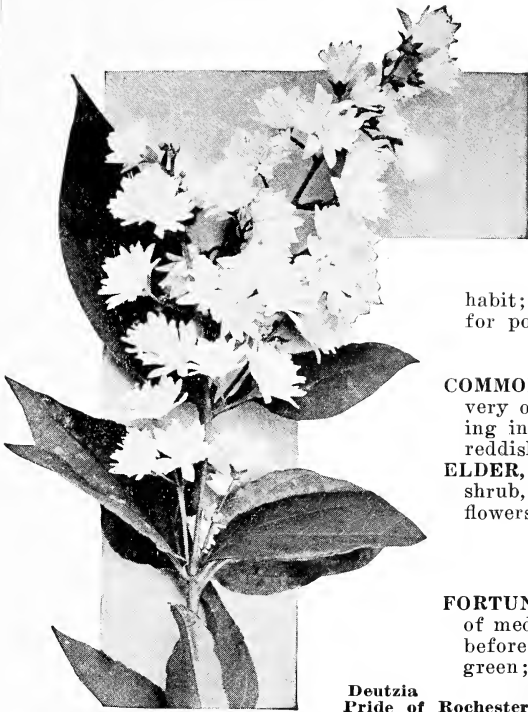 habit;
for po
COMMO
very o
ing in
reddis
ELDER,
shrub,
flowers
FORTUN
of med
before
green;
Deutzia
Pride of Rochester